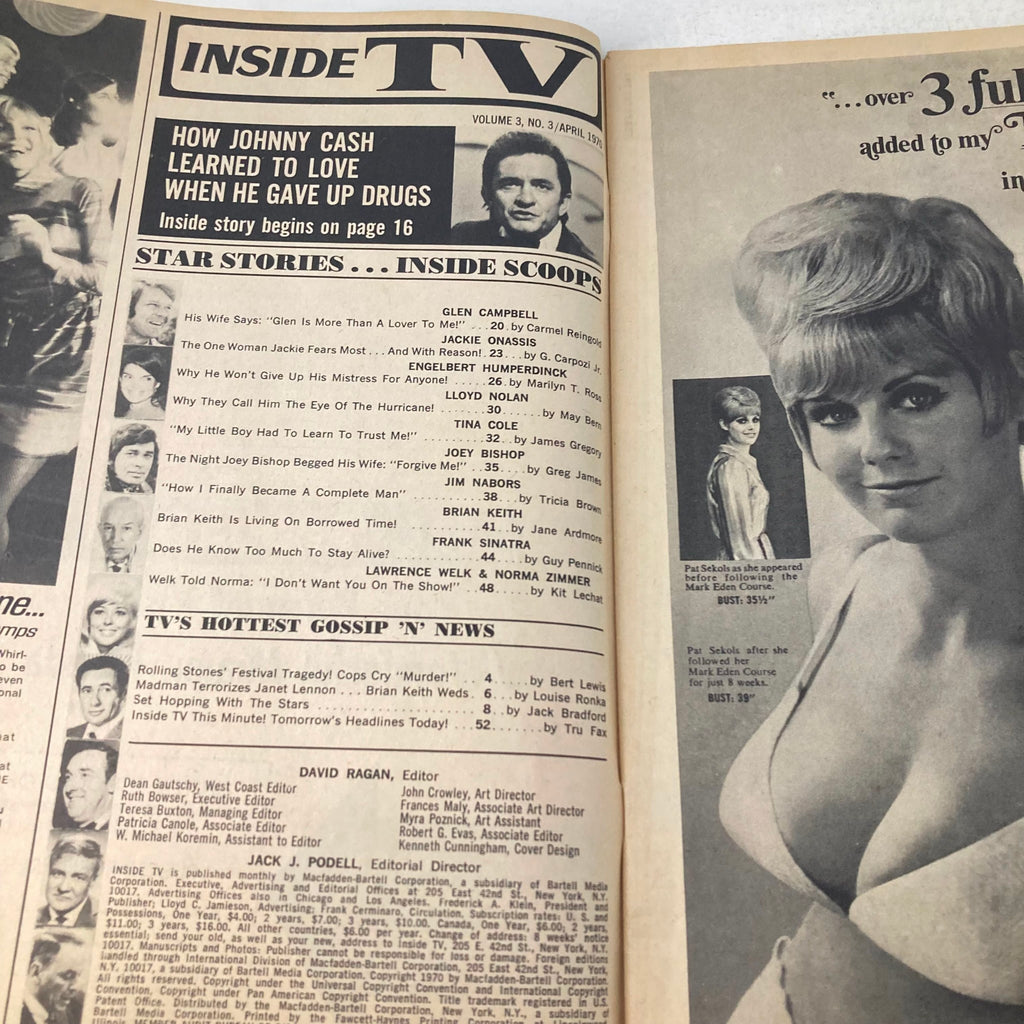 INSIDE TV
VOLUME 3, NO. 3/APRIL 1970
HOW JOHNNY CASH
LEARNED TO LOVE
WHEN HE GAVE UP DRUGS
Inside story begins on page 16
STAR STORIES . . . INSIDE SCOOPS
GLEN CAMPBELL
His Wife Says: "Glen Is More Than A Lover To Me!" . . . 20 . by Carmel Reingold
JACKIE ONASSIS
The One Woman Jackie Fears Most . . . And With Reason! . 23 . . . by G. Carpozi Jr.
ENGELBERT HUMPERDINCK
Why He Won't Give Up His Mistress For Anyone! . . . . . 26 . by Marilyn T. Ross
LLOYD NOLAN
Why They Call Him The Eye Of The Hurricane! . . . . . . . 30 . . . . . . by May Bern
TINA COLE
"My Little Boy Had To Learn To Trust Me!" . . . . . . . . 32 . . by James Gregory
JOEY BISHOP
The Night Joey Bishop Begged His Wife: "Forgive Me!" . . 35 . . . . by Greg James
JIM NABORS
"How I Finally Became A Complete Man" . . . . . . . . . . 38 . . . by Tricia Brown
BRIAN KEITH
Brian Keith Is Living On Borrowed Time! . . . . . . . . . 41 . . by Jane Ardmore
FRANK SINATRA
Does He Know Too Much To Stay Alive? . . . . . . . . . . . 44 . . . by Guy Pennick
LAWRENCE WELK & NORMA ZIMMER
Welk Told Norma: "I Don't Want You On The Show!" . . 48 . . . . by Kit Lechat
TV'S HOTTEST GOSSIP 'N' NEWS
Rolling Stones' Festival Tragedy! Cops Cry "Murder!" . . 4 . . . . . by Bert Lewis
Madman Terrorizes Janet Lennon . . . Brian Keith Weds . 6 . . by Louise Ronka
Set Hopping With The Stars . . . . . . . . . . . . . . . . . 8 . . by Jack Bradford
Inside TV This Minute! Tomorrow's Headlines Today! . . . 52 . . . . . . . by Tru Fax
DAVID RAGAN, Editor
Dean Gautschy, West Coast Editor
Ruth Bowser, Executive Editor
Teresa Buxton, Managing Editor
Patricia Canole, Associate Editor
W. Michael Koremin, Assistant to Editor
John Crowley, Art Director
Frances Maly, Associate Art Director
Myra Poznick, Art Assistant
Robert G. Evas, Associate Editor
Kenneth Cunningham, Cover Design
JACK J. PODELL, Editorial Director
INSIDE TV is published monthly by Macfadden-Bartell Corporation, a subsidiary of Bartell Media
Corporation. Executive, Advertising and Editorial Offices at 205 East 42nd St., New York, N.Y.
10017. Advertising Offices also in Chicago and Los Angeles. Frederick A. Klein, President and
Publisher; Lloyd C. Jamieson, Advertising; Frank Cerminaro, Circulation. Subscription rates: U. S. and
Possessions, One Year, $4.00; 2 years, $7.00; 3 years, $10.00. Canada, One Year, $6.00; 2 years,
$11.00; 3 years, $16.00. All other countries, $6.00 per year. Change of address: 8 weeks' notice
essential; send your old, as well as your new, address to Inside TV, 205 E. 42nd St., New York, N.Y.
10017. Manuscripts and Photos: Publisher cannot be responsible for loss or damage. Foreign editions
handled through International Division of Macfadden-Bartell Corporation, 205 East 42nd St., New York,
N.Y. 10017, a subsidiary of Bartell Media Corporation. Copyright 1970 by Macfadden-Bartell Corporation.
All rights reserved. Copyright under the Universal Copyright Convention and International Copyright
Convention, Copyright under Pan American Copyright Convention. Title trademark registered in U.S.
Patent Office. Distributed by the Macfadden-Bartell Corporation, New York, N.Y., a subsidiary of
Bartell Media Corporation. Printed by the Fawcett-Haynes Printing Corporation
"...over 3 ful
added to my
in
Pat Sekols as she appeared
before following the
Mark Eden Course.
BUST: 35½"
Pat Sekols after she
followed her
Mark Eden Course
for just 8 weeks.
BUST: 39"
ne...
mps
Whirl-
o be
even
onal
hat
at
E